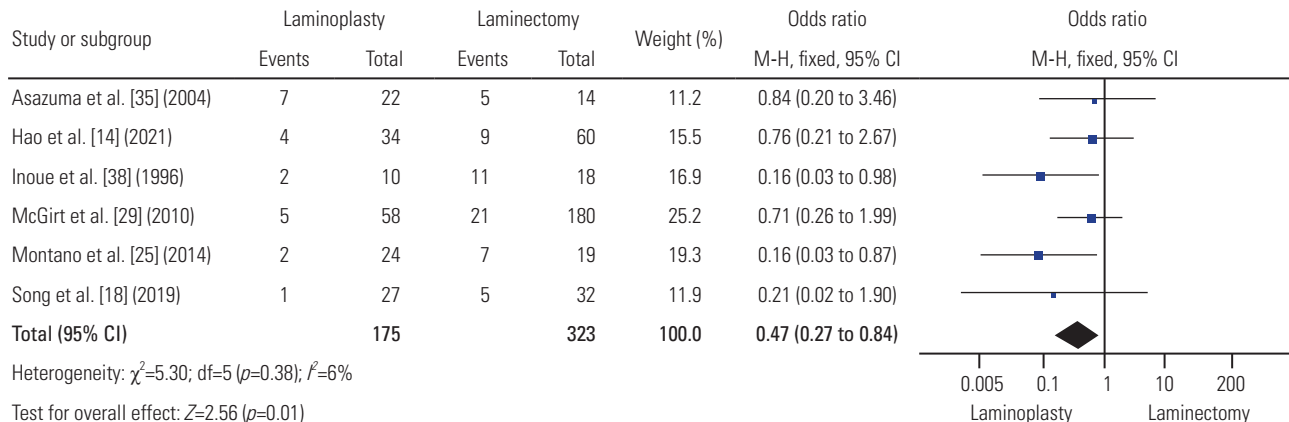 Study or subgroup Laminoplasty Laminectomy Weight (%) Odds ratio Odds ratio
Events Total Events Total M-H, fixed, 95% CI M-H, fixed, 95% CI
Asazuma et al. [35] (2004) 7 22 5 14 11.2 0.84 (0.20 to 3.46)
Hao et al. [14] (2021) 4 34 9 60 15.5 0.76 (0.21 to 2.67)
Inoue et al. [38] (1996) 2 10 11 18 16.9 0.16 (0.03 to 0.98)
McGirt et al. [29] (2010) 5 58 21 180 25.2 0.71 (0.26 to 1.99)
Montano et al. [25] (2014) 2 24 7 19 19.3 0.16 (0.03 to 0.87)
Song et al. [18] (2019) 1 27 5 32 11.9 0.21 (0.02 to 1.90)
Total (95% CI) 175 323 100.0 0.47 (0.27 to 0.84)
Heterogeneity: χ²=5.30; df=5 (p=0.38); I²=6%
0.005 0.1 1 10 200
Test for overall effect: Z=2.56 (p=0.01) Laminoplasty Laminectomy